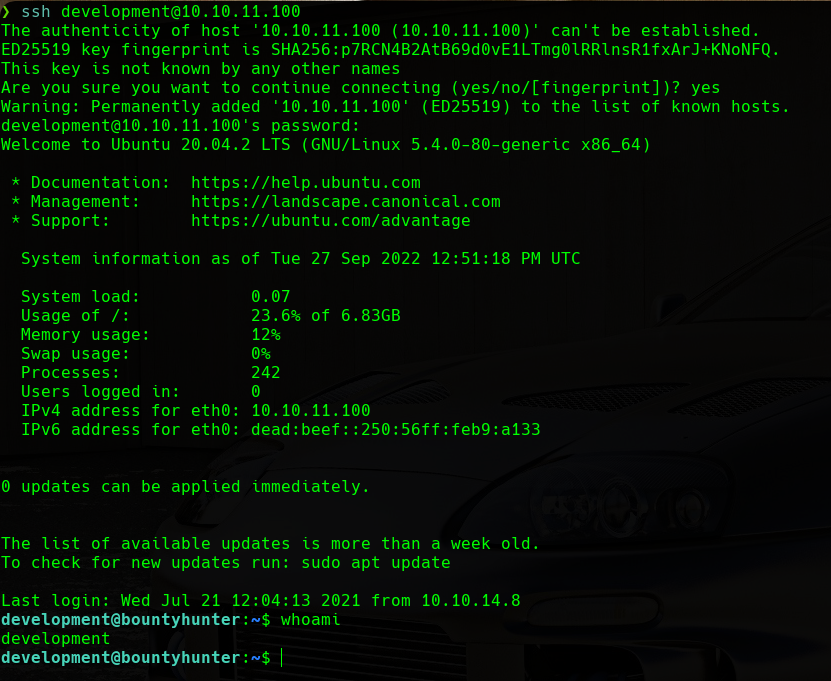 ❯ ssh development@10.10.11.100
The authenticity of host '10.10.11.100 (10.10.11.100)' can't be established.
ED25519 key fingerprint is SHA256:p7RCN4B2AtB69d0vE1LTmg0lRRlnsR1fxArJ+KNoNFQ.
This key is not known by any other names
Are you sure you want to continue connecting (yes/no/[fingerprint])? yes
Warning: Permanently added '10.10.11.100' (ED25519) to the list of known hosts.
development@10.10.11.100's password:
Welcome to Ubuntu 20.04.2 LTS (GNU/Linux 5.4.0-80-generic x86_64)
* Documentation:  https://help.ubuntu.com
* Management:     https://landscape.canonical.com
* Support:        https://ubuntu.com/advantage
System information as of Tue 27 Sep 2022 12:51:18 PM UTC
System load:           0.07
Usage of /:            23.6% of 6.83GB
Memory usage:          12%
Swap usage:            0%
Processes:             242
Users logged in:       0
IPv4 address for eth0: 10.10.11.100
IPv6 address for eth0: dead:beef::250:56ff:feb9:a133
0 updates can be applied immediately.
The list of available updates is more than a week old.
To check for new updates run: sudo apt update
Last login: Wed Jul 21 12:04:13 2021 from 10.10.14.8
development@bountyhunter:~$ whoami
development
development@bountyhunter:~$